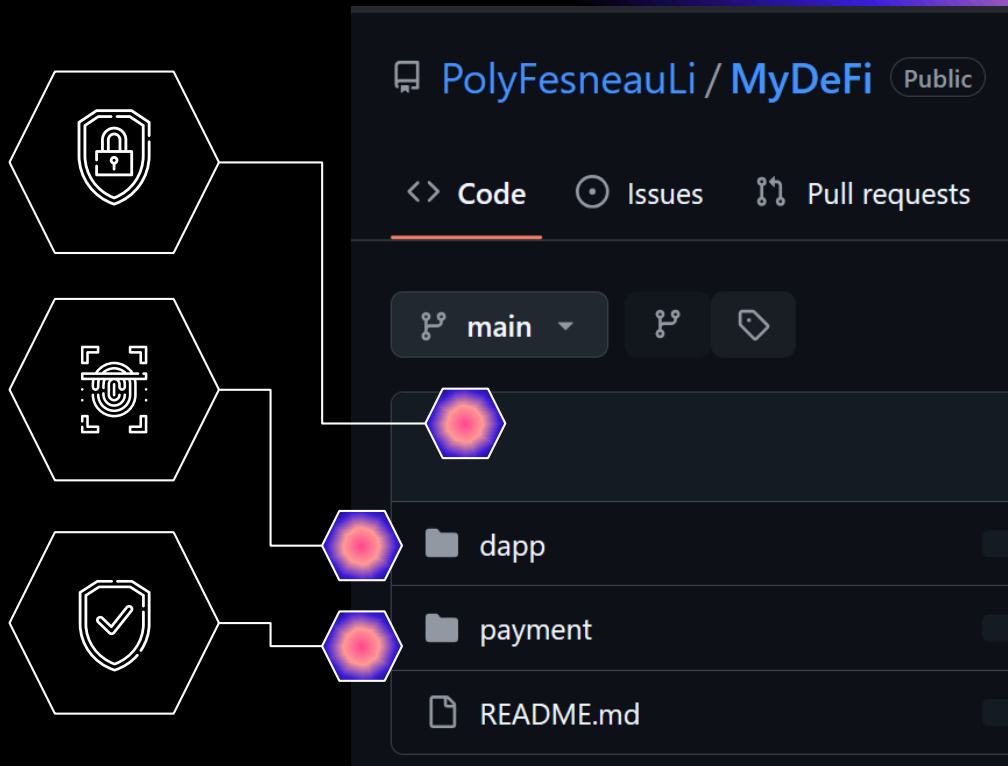 PolyFesneauLi / MyDeFi Public
Code Issues Pull requests
main
dapp
payment
README.md